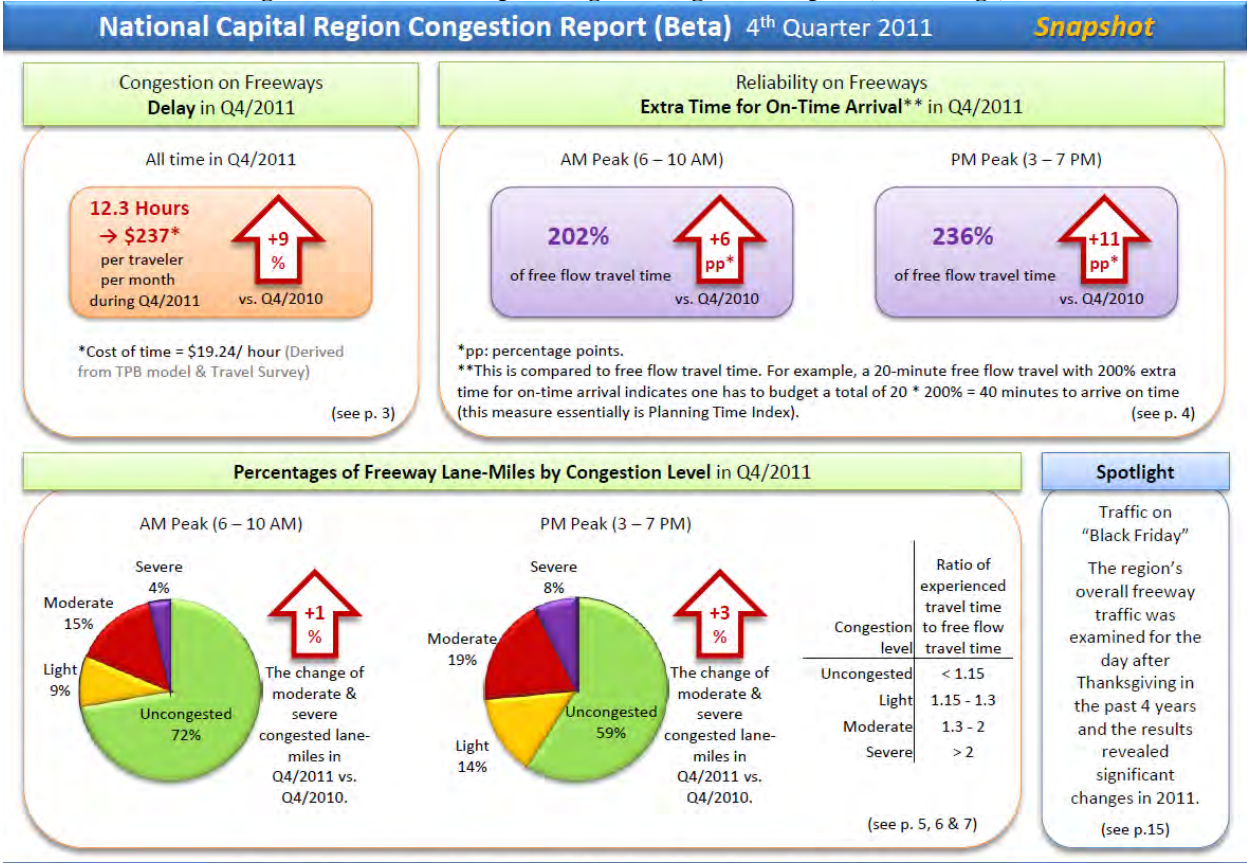 National Capital Region Congestion Report (Beta) 4th Quarter 2011 Snapshot
Congestion on Freeways
Delay in Q4/2011
All time in Q4/2011
12.3 Hours
→ $237*
per traveler
per month
during Q4/2011
+9
%
vs. Q4/2010
*Cost of time = $19.24/ hour (Derived
from TPB model & Travel Survey)
(see p. 3)
Reliability on Freeways
Extra Time for On-Time Arrival** in Q4/2011
AM Peak (6 – 10 AM)
202%
of free flow travel time
+6
pp*
vs. Q4/2010
PM Peak (3 – 7 PM)
236%
of free flow travel time
+11
pp*
vs. Q4/2010
*pp: percentage points.
**This is compared to free flow travel time. For example, a 20-minute free flow travel with 200% extra
time for on-time arrival indicates one has to budget a total of 20 * 200% = 40 minutes to arrive on time
(this measure essentially is Planning Time Index).
(see p. 4)
Percentages of Freeway Lane-Miles by Congestion Level in Q4/2011
AM Peak (6 – 10 AM)
Severe
4%
Moderate
15%
Light
9%
Uncongested
72%
+1
%
The change of
moderate &
severe
congested lane-
miles in
Q4/2011 vs.
Q4/2010.
PM Peak (3 – 7 PM)
Severe
8%
Moderate
19%
Light
14%
Uncongested
59%
+3
%
The change of
moderate &
severe
congested lane-
miles in
Q4/2011 vs.
Q4/2010.
Congestion
level
Ratio of
experienced
travel time
to free flow
travel time
Uncongested < 1.15
Light 1.15 - 1.3
Moderate 1.3 - 2
Severe > 2
(see p. 5, 6 & 7)
Spotlight
Traffic on
"Black Friday"
The region's
overall freeway
traffic was
examined for the
day after
Thanksgiving in
the past 4 years
and the results
revealed
significant
changes in 2011.
(see p.15)